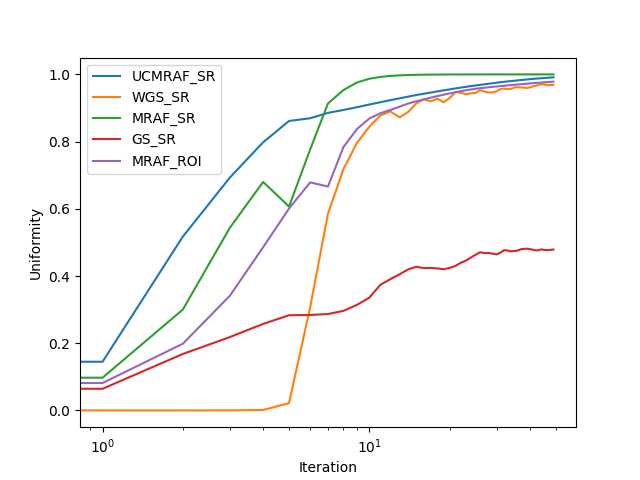 1.0
0.8
0.6
0.4
0.2
0.0
Uniformity
UCMRAF_SR
WGS_SR
MRAF_SR
GS_SR
MRAF_ROI
10⁰
10¹
Iteration